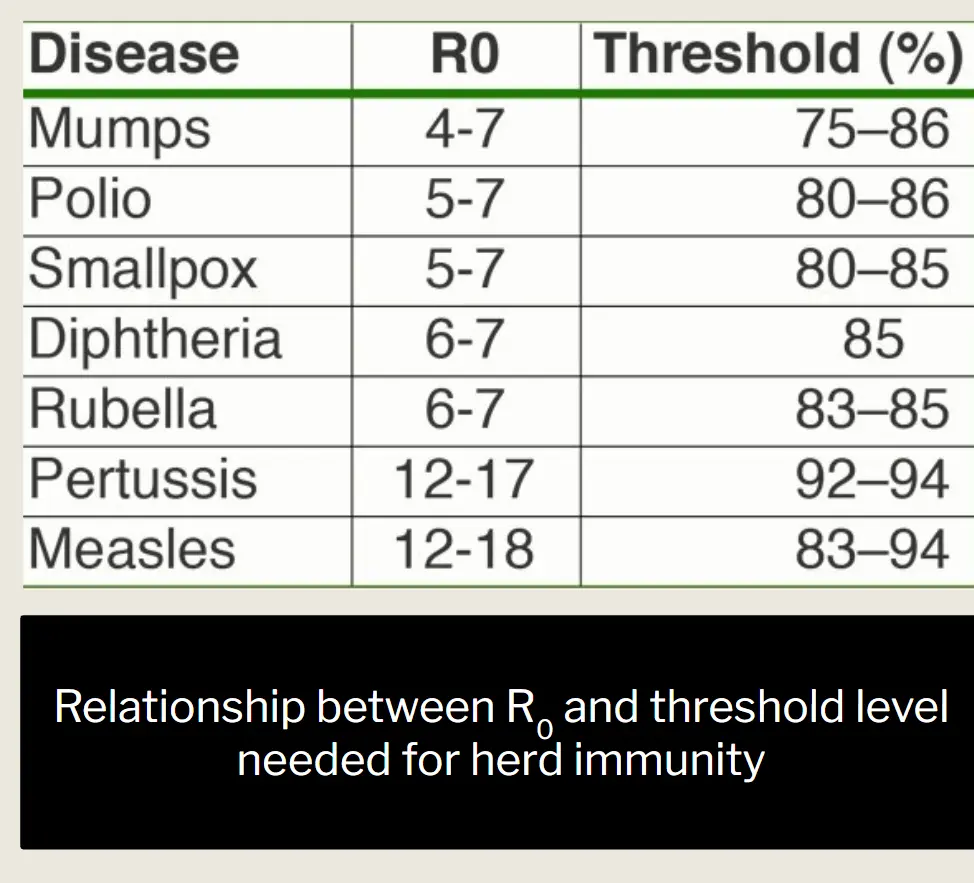 Disease R0 Threshold (%)
Mumps 4-7 75–86
Polio 5-7 80–86
Smallpox 5-7 80–85
Diphtheria 6-7 85
Rubella 6-7 83–85
Pertussis 12-17 92–94
Measles 12-18 83–94
Relationship between R0 and threshold level
needed for herd immunity